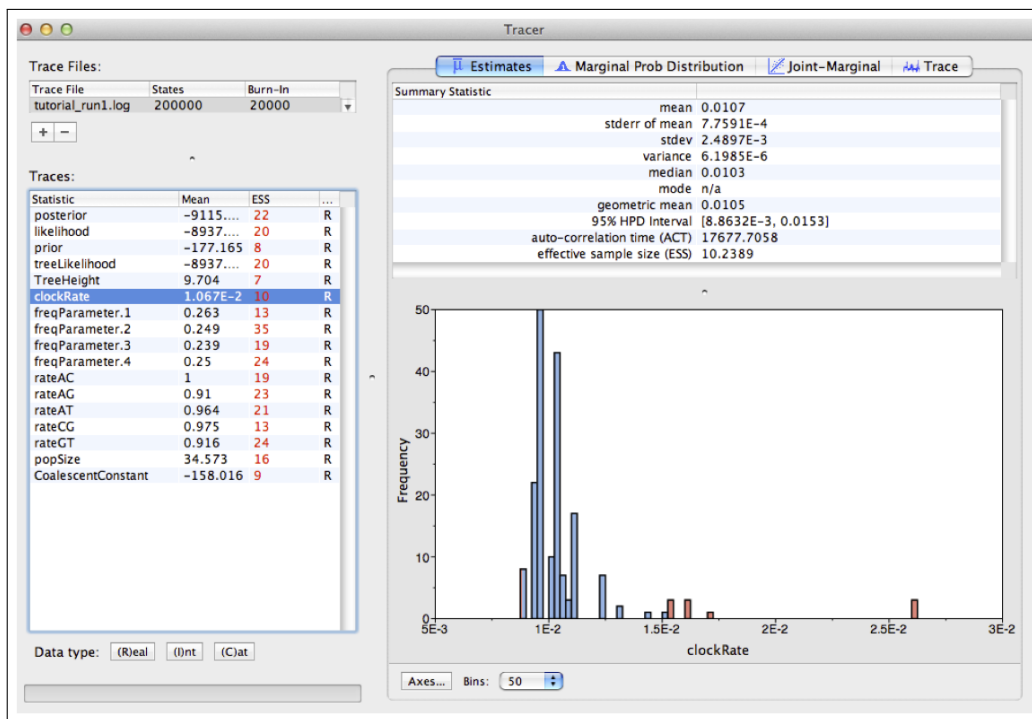 Tracer
Trace Files:
Trace File States Burn-In
tutorial_run1.log 200000 20000
+ −
Traces:
Statistic Mean ESS ...
posterior -9115.... 22 R
likelihood -8937.... 20 R
prior -177.165 8 R
treeLikelihood -8937.... 20 R
TreeHeight 9.704 7 R
clockRate 1.067E-2 10 R
freqParameter.1 0.263 13 R
freqParameter.2 0.249 35 R
freqParameter.3 0.239 19 R
freqParameter.4 0.25 24 R
rateAC 1 19 R
rateAG 0.91 23 R
rateAT 0.964 21 R
rateCG 0.975 13 R
rateGT 0.916 24 R
popSize 34.573 16 R
CoalescentConstant -158.016 9 R
Data type: (R)eal (I)nt (C)at
μ Estimates Marginal Prob Distribution Joint-Marginal Trace
Summary Statistic
mean 0.0107
stderr of mean 7.7591E-4
stdev 2.4897E-3
variance 6.1985E-6
median 0.0103
mode n/a
geometric mean 0.0105
95% HPD Interval [8.8632E-3, 0.0153]
auto-correlation time (ACT) 17677.7058
effective sample size (ESS) 10.2389
50
40
30
20
10
0
Frequency
5E-3 1E-2 1.5E-2 2E-2 2.5E-2 3E-2
clockRate
Axes... Bins: 50